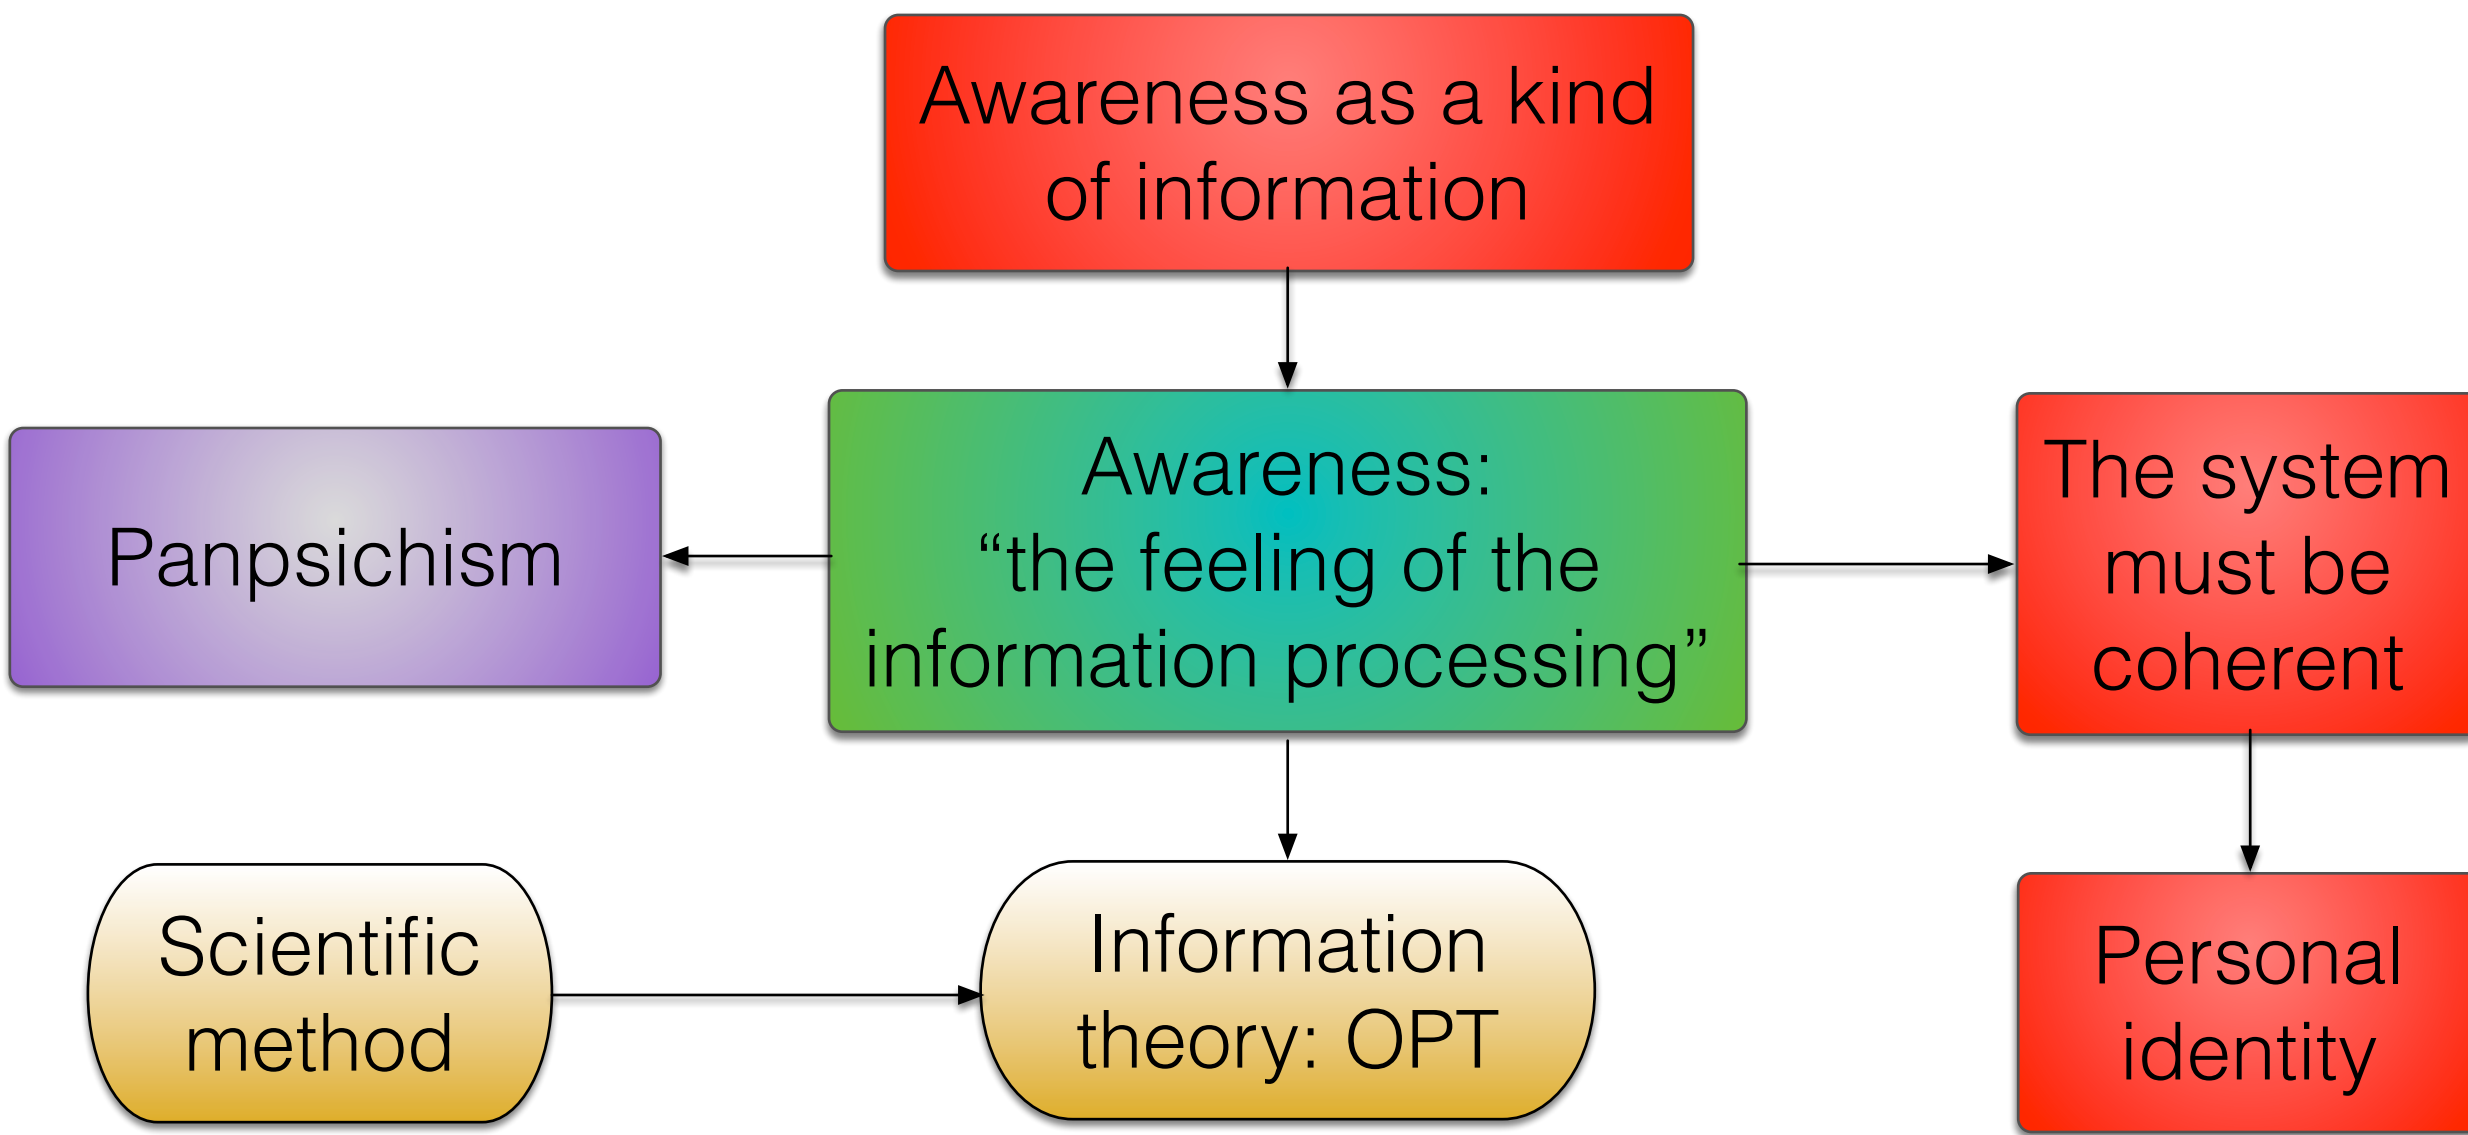 Awareness as a kind
of information
Panpsichism
Awareness:
“the feeling of the
information processing”
The system
must be
coherent
Scientific
method
Information
theory: OPT
Personal
identity